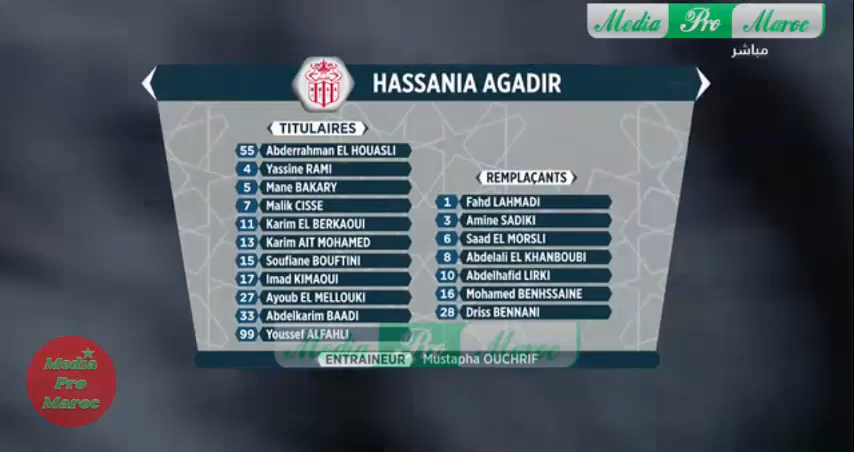 Media Pro Maroc
مباشر
HASSANIA AGADIR
TITULAIRES
55 Abderrahman EL HOUASLI
4 Yassine RAMI
5 Mane BAKARY
7 Malik CISSE
11 Karim EL BERKAOUI
13 Karim AIT MOHAMED
15 Soufiane BOUFTINI
17 Imad KIMAOUI
27 Ayoub EL MELLOUKI
33 Abdelkarim BAADI
99 Youssef ALFAHLI
REMPLAÇANTS
1 Fahd LAHMADI
3 Amine SADIKI
6 Saad EL MORSLI
8 Abdelali EL KHANBOUBI
10 Abdelhafid LIRKI
16 Mohamed BENHSSAINE
28 Driss BENNANI
Media Pro Maroc
ENTRAINEUR Mustapha OUCHRIF
Media
Pro
Maroc